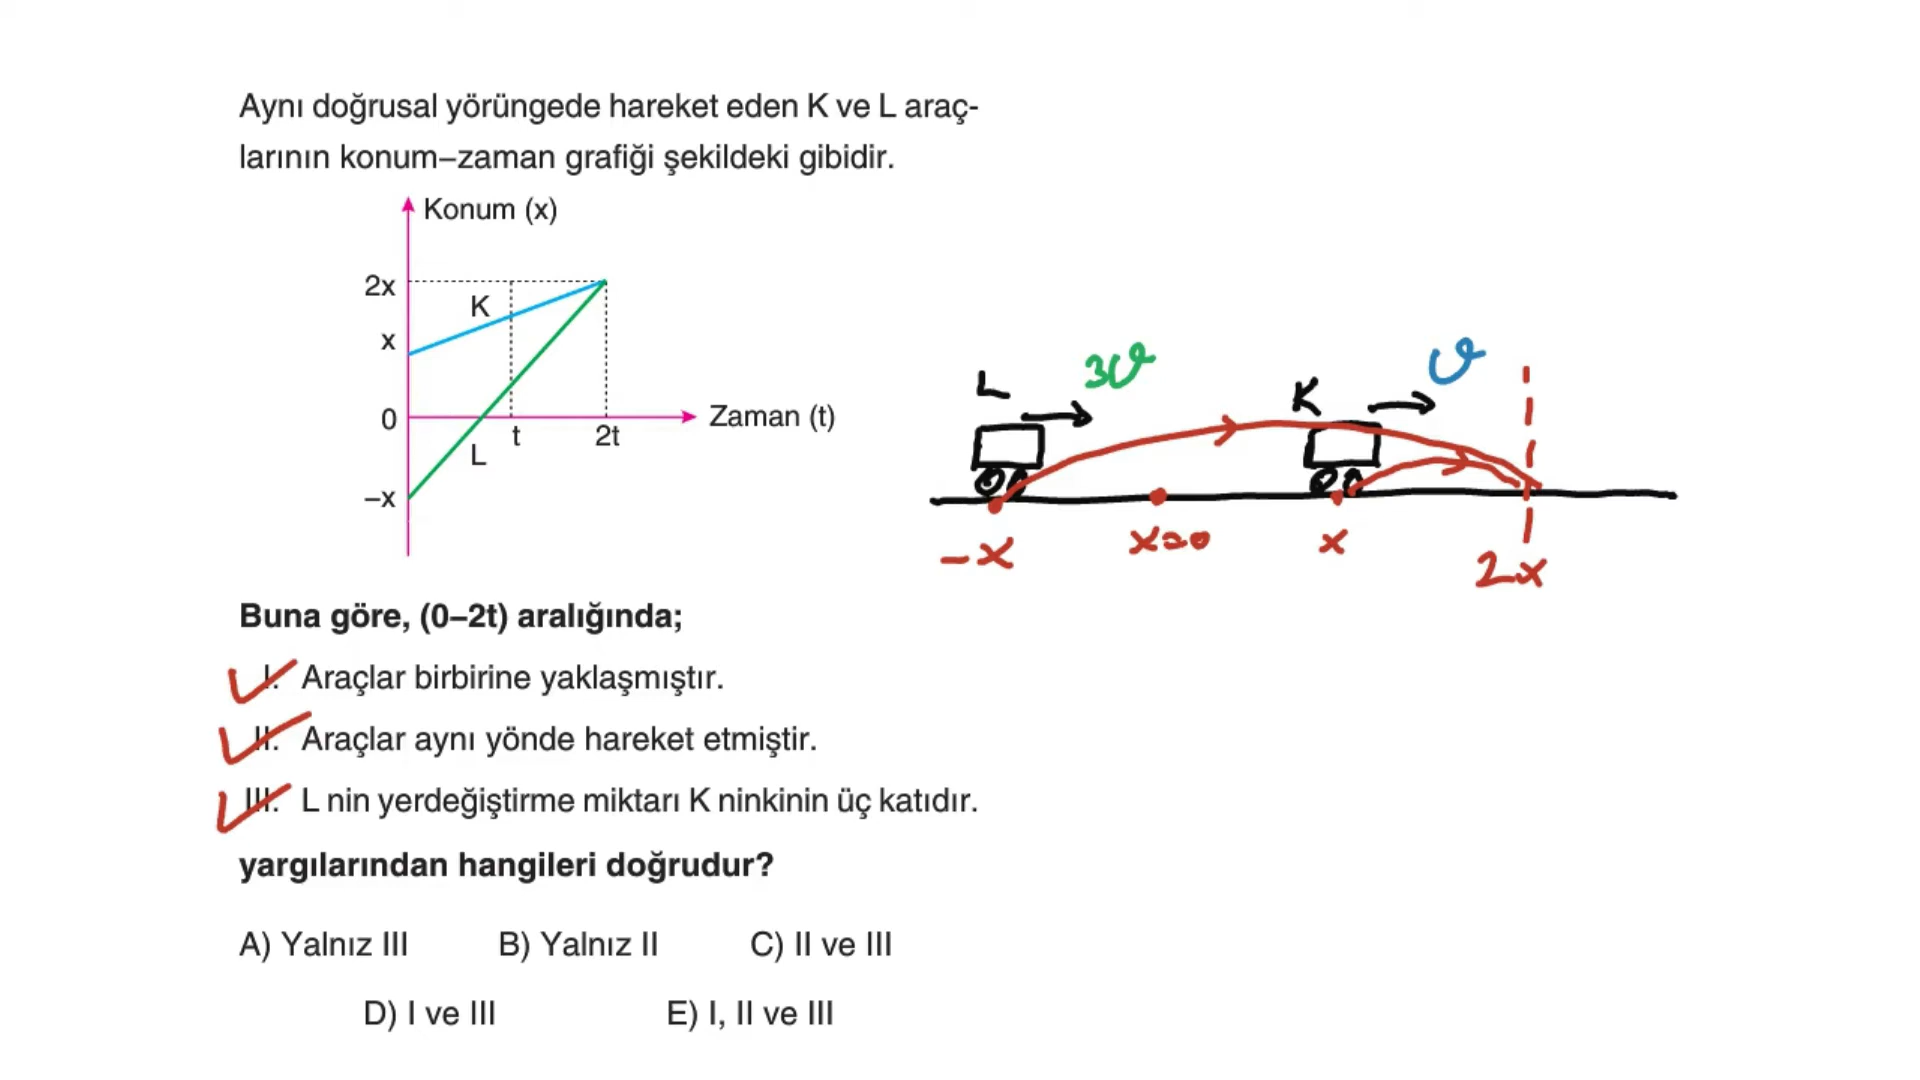 Aynı doğrusal yörüngede hareket eden K ve L araç-
larının konum–zaman grafiği şekildeki gibidir.
Konum (x)
2x
K
x
0
Zaman (t)
t
2t
L
–x
L
3υ
K
υ
-x
x=0
x
2x
Buna göre, (0–2t) aralığında;
I. Araçlar birbirine yaklaşmıştır.
II. Araçlar aynı yönde hareket etmiştir.
III. L nin yerdeğiştirme miktarı K ninkinin üç katıdır.
yargılarından hangileri doğrudur?
A) Yalnız III B) Yalnız II C) II ve III
D) I ve III E) I, II ve III